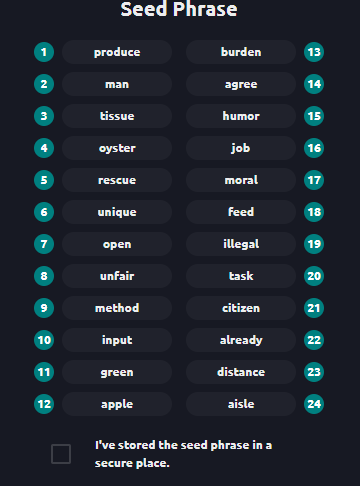 Seed Phrase
1 produce burden 13
2 man agree 14
3 tissue humor 15
4 oyster job 16
5 rescue moral 17
6 unique feed 18
7 open illegal 19
8 unfair task 20
9 method citizen 21
10 input already 22
11 green distance 23
12 apple aisle 24
I've stored the seed phrase in a
secure place.